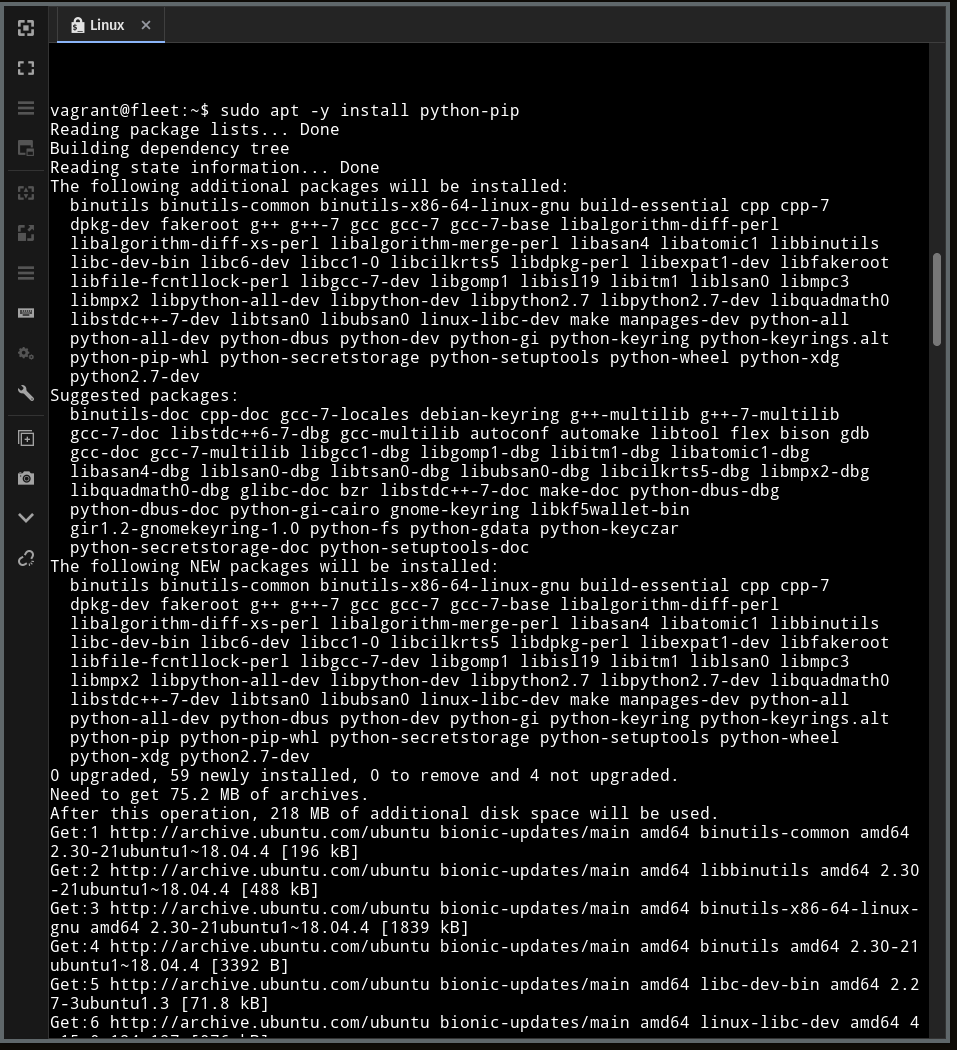 Linux
vagrant@fleet:~$ sudo apt -y install python-pip
Reading package lists... Done
Building dependency tree
Reading state information... Done
The following additional packages will be installed:
  binutils binutils-common binutils-x86-64-linux-gnu build-essential cpp cpp-7
  dpkg-dev fakeroot g++ g++-7 gcc gcc-7 gcc-7-base libalgorithm-diff-perl
  libalgorithm-diff-xs-perl libalgorithm-merge-perl libasan4 libatomic1 libbinutils
  libc-dev-bin libc6-dev libcc1-0 libcilkrts5 libdpkg-perl libexpat1-dev libfakeroot
  libfile-fcntllock-perl libgcc-7-dev libgomp1 libisl19 libitm1 liblsan0 libmpc3
  libmpx2 libpython-all-dev libpython-dev libpython2.7 libpython2.7-dev libquadmath0
  libstdc++-7-dev libtsan0 libubsan0 linux-libc-dev make manpages-dev python-all
  python-all-dev python-dbus python-dev python-gi python-keyring python-keyrings.alt
  python-pip-whl python-secretstorage python-setuptools python-wheel python-xdg
  python2.7-dev
Suggested packages:
  binutils-doc cpp-doc gcc-7-locales debian-keyring g++-multilib g++-7-multilib
  gcc-7-doc libstdc++6-7-dbg gcc-multilib autoconf automake libtool flex bison gdb
  gcc-doc gcc-7-multilib libgcc1-dbg libgomp1-dbg libitm1-dbg libatomic1-dbg
  libasan4-dbg liblsan0-dbg libtsan0-dbg libubsan0-dbg libcilkrts5-dbg libmpx2-dbg
  libquadmath0-dbg glibc-doc bzr libstdc++-7-doc make-doc python-dbus-dbg
  python-dbus-doc python-gi-cairo gnome-keyring libkf5wallet-bin
  gir1.2-gnomekeyring-1.0 python-fs python-gdata python-keyczar
  python-secretstorage-doc python-setuptools-doc
The following NEW packages will be installed:
  binutils binutils-common binutils-x86-64-linux-gnu build-essential cpp cpp-7
  dpkg-dev fakeroot g++ g++-7 gcc gcc-7 gcc-7-base libalgorithm-diff-perl
  libalgorithm-diff-xs-perl libalgorithm-merge-perl libasan4 libatomic1 libbinutils
  libc-dev-bin libc6-dev libcc1-0 libcilkrts5 libdpkg-perl libexpat1-dev libfakeroot
  libfile-fcntllock-perl libgcc-7-dev libgomp1 libisl19 libitm1 liblsan0 libmpc3
  libmpx2 libpython-all-dev libpython-dev libpython2.7 libpython2.7-dev libquadmath0
  libstdc++-7-dev libtsan0 libubsan0 linux-libc-dev make manpages-dev python-all
  python-all-dev python-dbus python-dev python-gi python-keyring python-keyrings.alt
  python-pip python-pip-whl python-secretstorage python-setuptools python-wheel
  python-xdg python2.7-dev
0 upgraded, 59 newly installed, 0 to remove and 4 not upgraded.
Need to get 75.2 MB of archives.
After this operation, 218 MB of additional disk space will be used.
Get:1 http://archive.ubuntu.com/ubuntu bionic-updates/main amd64 binutils-common amd64
2.30-21ubuntu1~18.04.4 [196 kB]
Get:2 http://archive.ubuntu.com/ubuntu bionic-updates/main amd64 libbinutils amd64 2.30
-21ubuntu1~18.04.4 [488 kB]
Get:3 http://archive.ubuntu.com/ubuntu bionic-updates/main amd64 binutils-x86-64-linux-
gnu amd64 2.30-21ubuntu1~18.04.4 [1839 kB]
Get:4 http://archive.ubuntu.com/ubuntu bionic-updates/main amd64 binutils amd64 2.30-21
ubuntu1~18.04.4 [3392 B]
Get:5 http://archive.ubuntu.com/ubuntu bionic-updates/main amd64 libc-dev-bin amd64 2.2
7-3ubuntu1.3 [71.8 kB]
Get:6 http://archive.ubuntu.com/ubuntu bionic-updates/main amd64 linux-libc-dev amd64 4